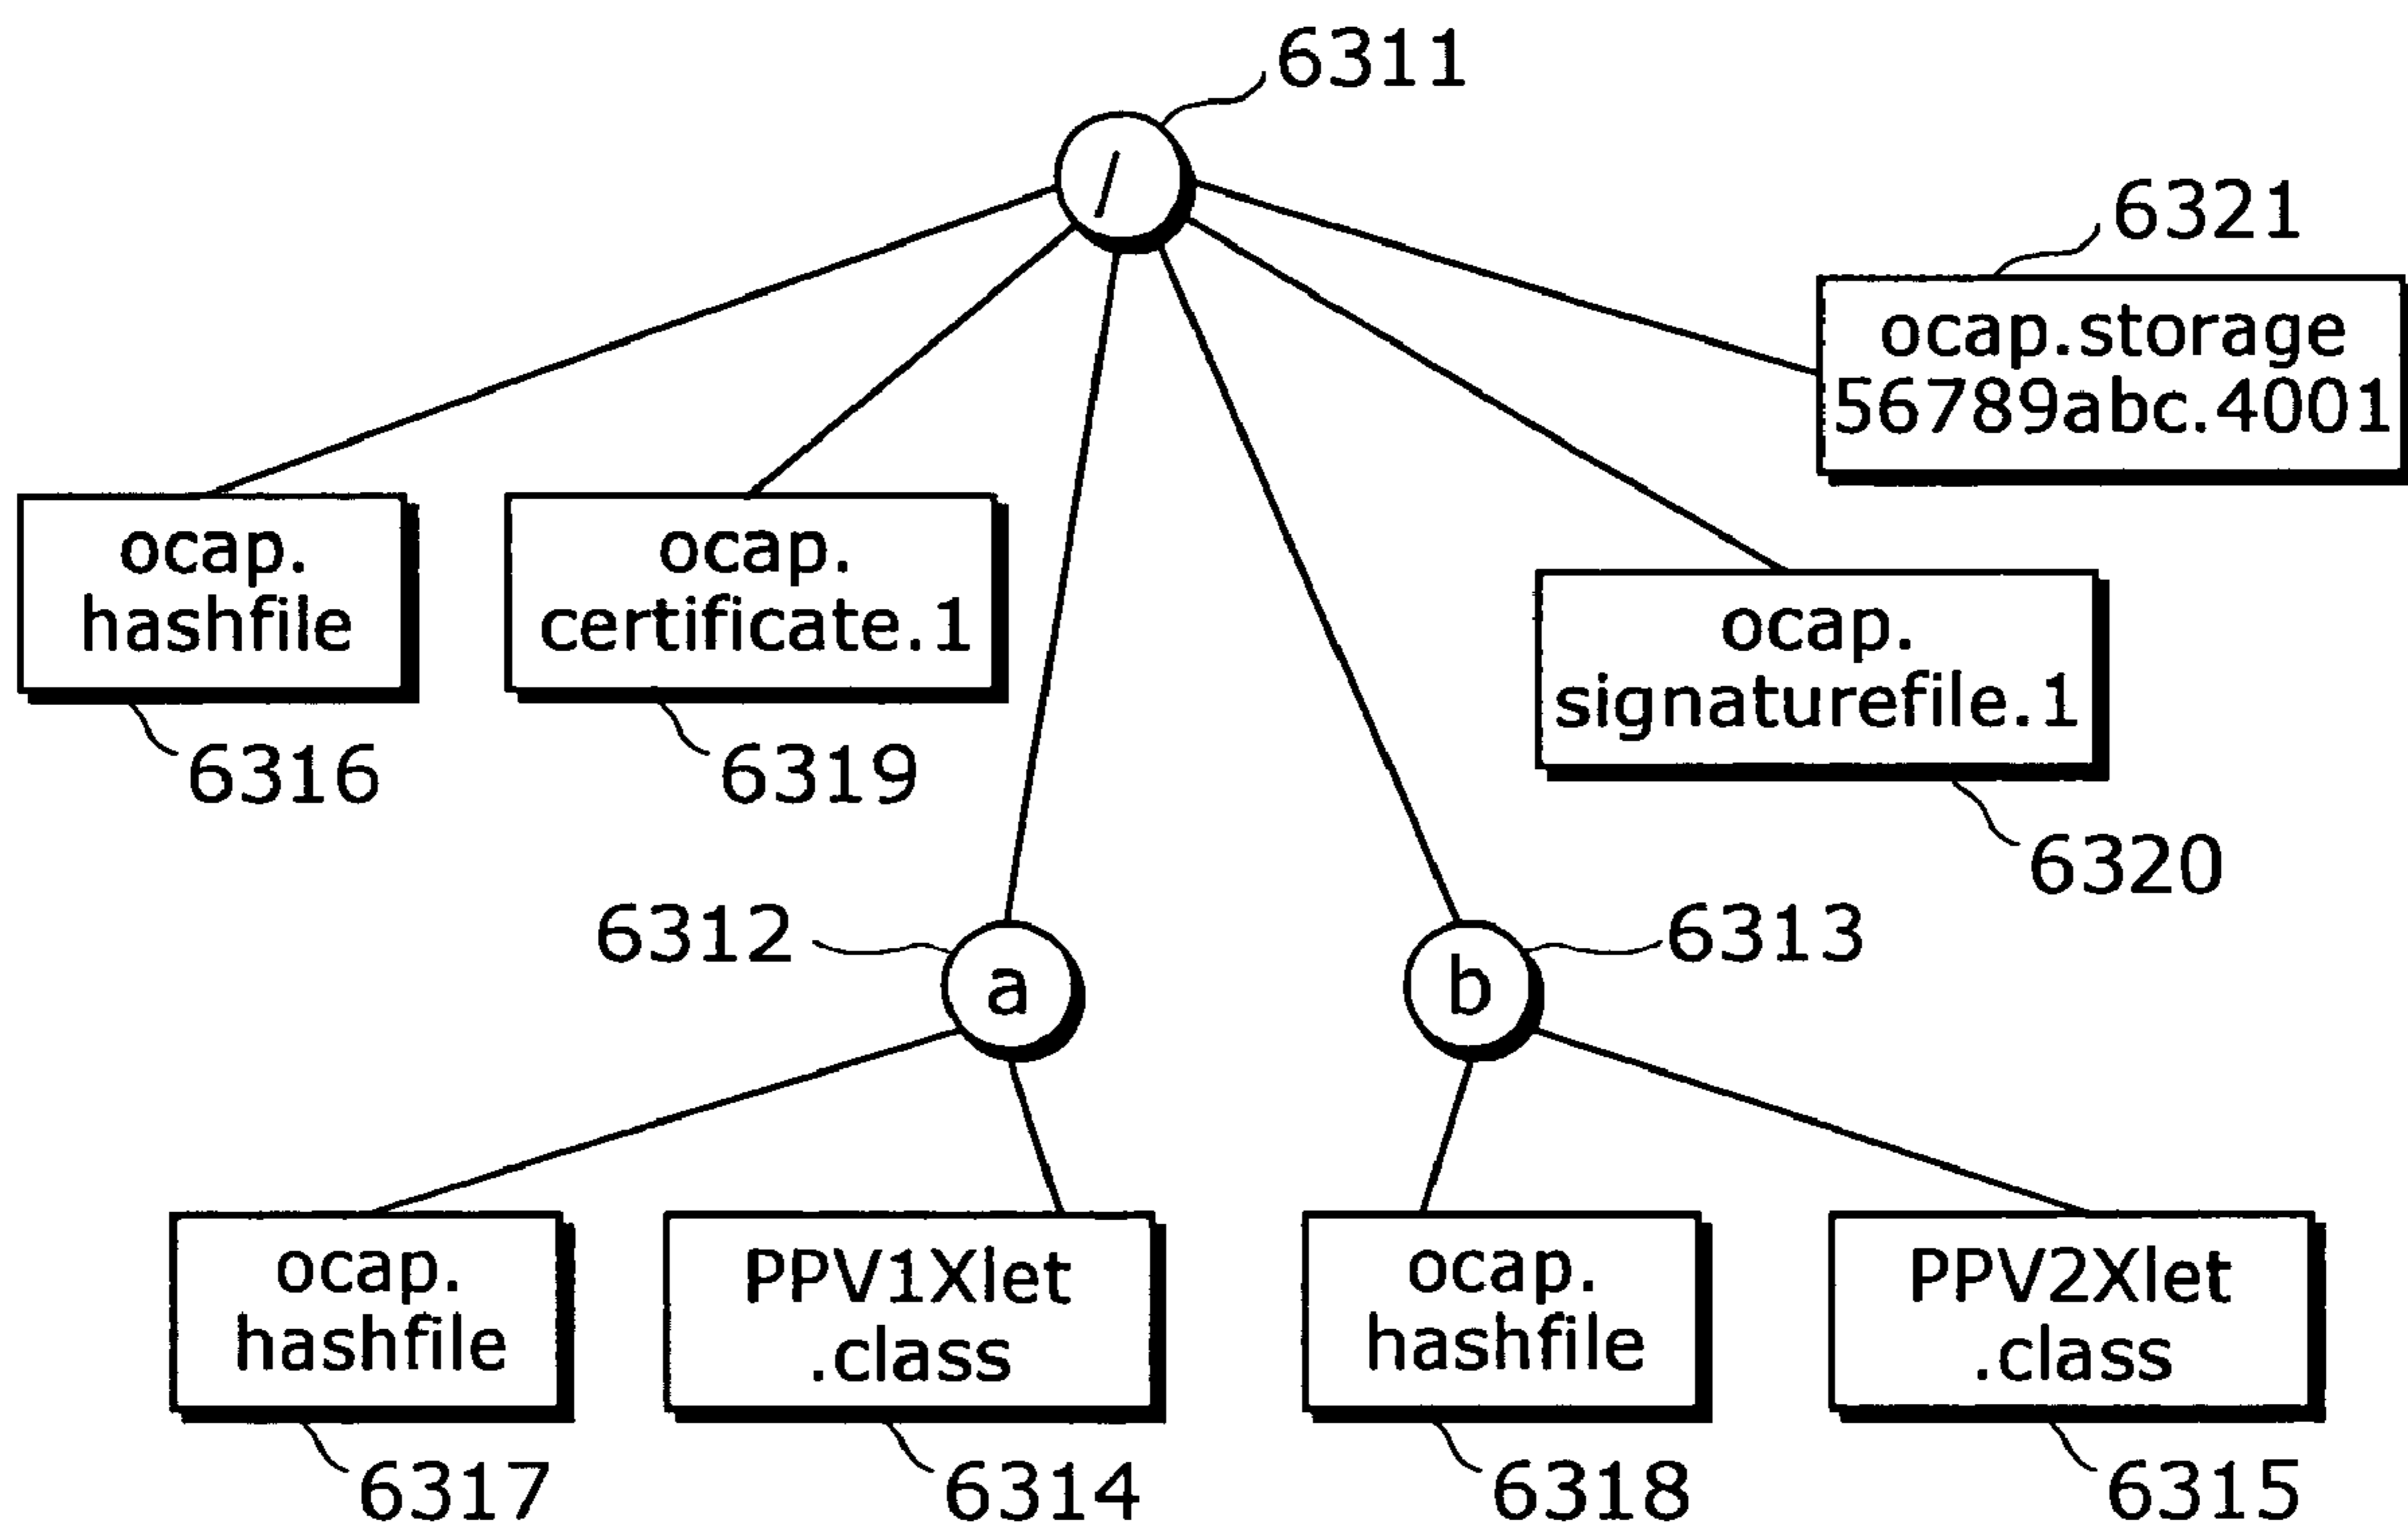 6311
/
6321
ocap.storage
56789abc.4001
ocap.
hashfile
6316
ocap.
certificate.1
6319
ocap.
signaturefile.1
6320
6312
a
6313
b
ocap.
hashfile
6317
PPV1Xlet
.class
6314
ocap.
hashfile
6318
PPV2Xlet
.class
6315